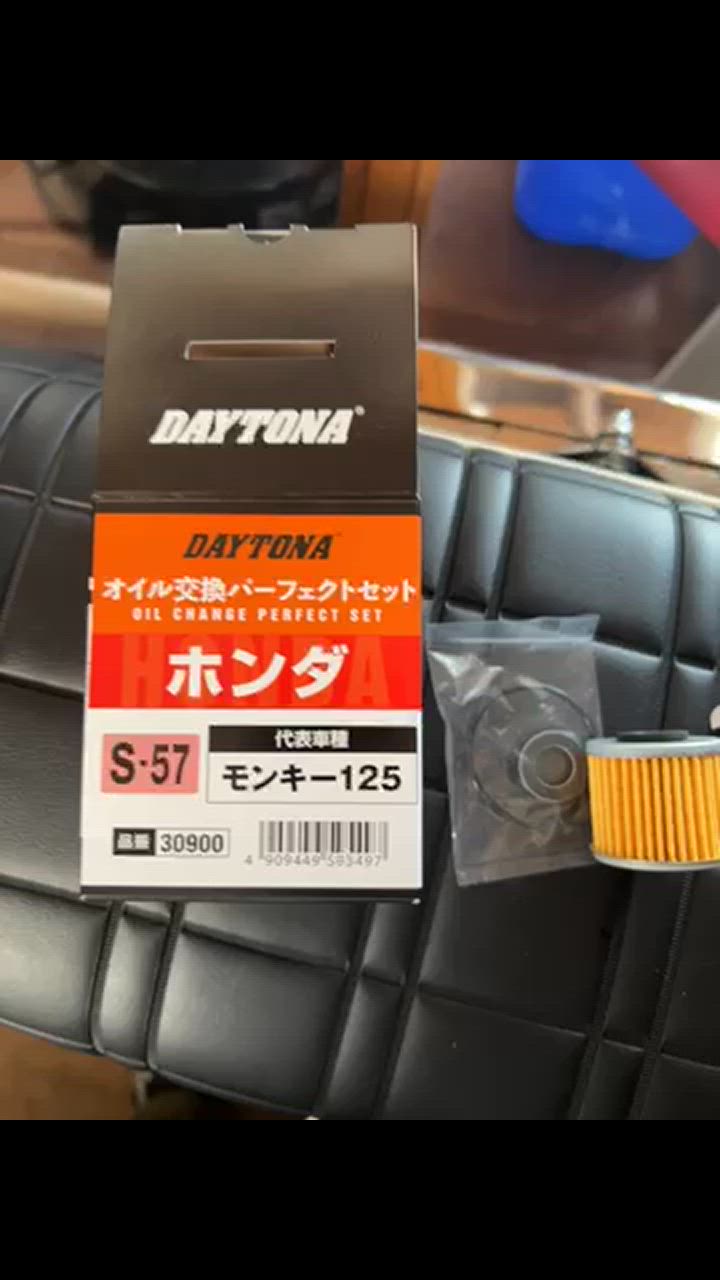 DAYTONA®
DAYTONA
オイル交換パーフェクトセット
OIL CHANGE PERFECT SET
HONDA
ホンダ
S-57
代表車種
モンキー125
品番 30900
4 909449 583497